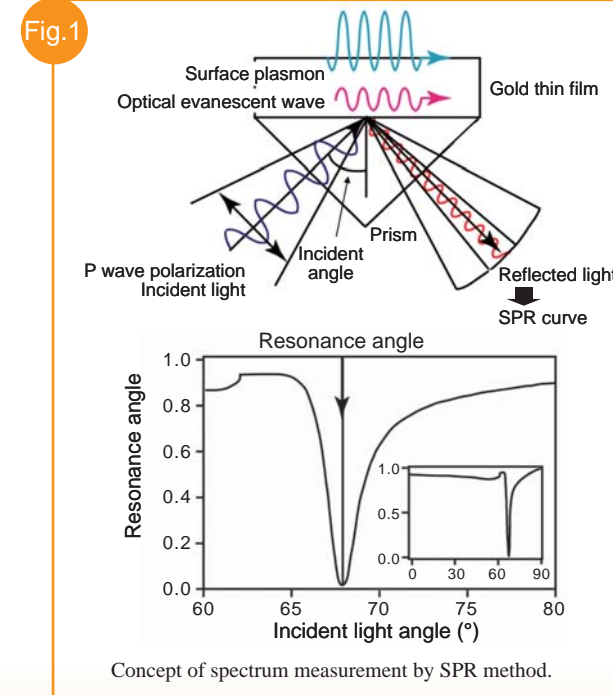 Fig.1
Surface plasmon
Optical evanescent wave
Gold thin film
Prism
Incident
angle
P wave polarization
Incident light
Reflected light
SPR curve
Resonance angle
Resonance angle
1.0
0.8
0.6
0.4
0.2
0.0
60 65 70 75 80
1.0
0.5
0.0
0 30 60 90
Incident light angle (°)
Concept of spectrum measurement by SPR method.